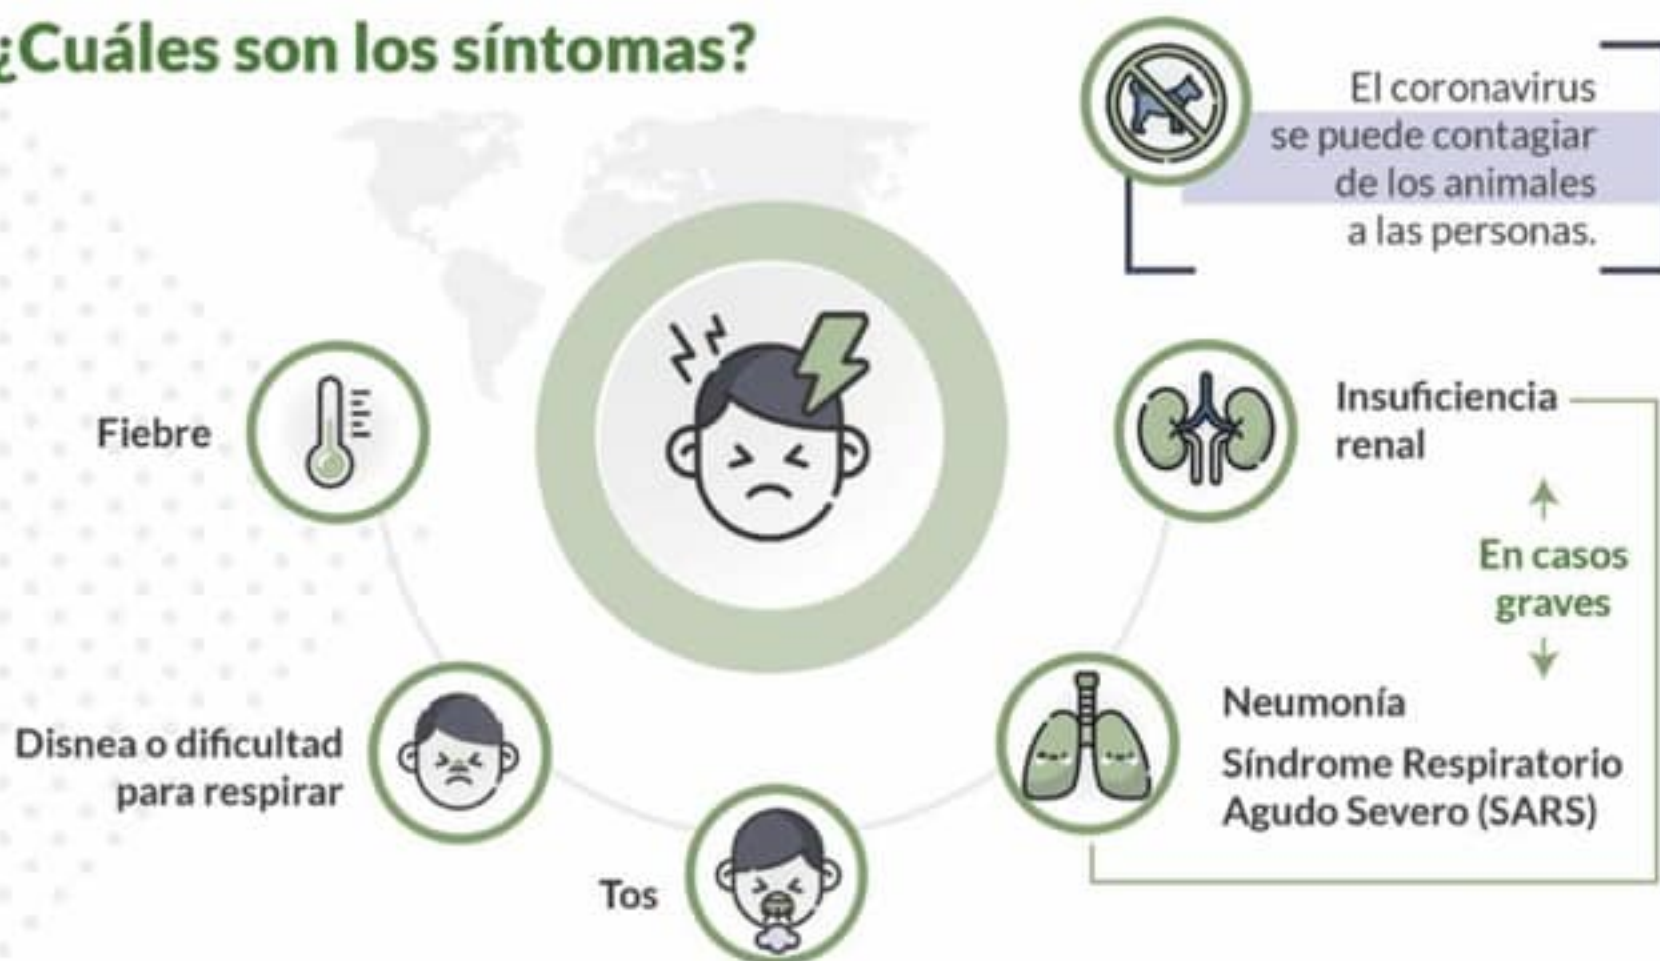 ¿Cuáles son los síntomas?
El coronavirus
se puede contagiar
de los animales
a las personas.
Fiebre
Disnea o dificultad
para respirar
Tos
Insuficiencia
renal
En casos
graves
Neumonía
Síndrome Respiratorio
Agudo Severo (SARS)